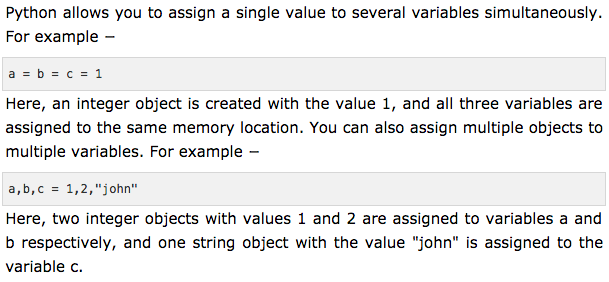 Python allows you to assign a single value to several variables simultaneously.
For example −
a = b = c = 1
Here, an integer object is created with the value 1, and all three variables are
assigned to the same memory location. You can also assign multiple objects to
multiple variables. For example −
a,b,c = 1,2,"john"
Here, two integer objects with values 1 and 2 are assigned to variables a and
b respectively, and one string object with the value "john" is assigned to the
variable c.